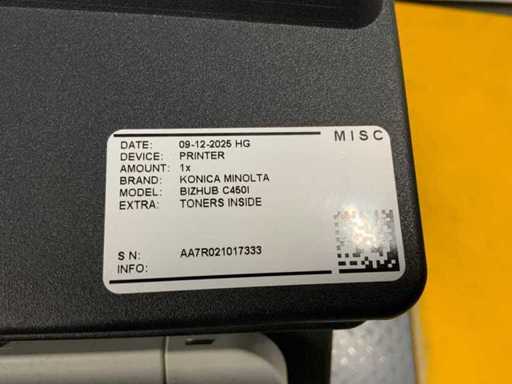 MISC
DATE: 09-12-2025 HG
DEVICE: PRINTER
AMOUNT: 1x
BRAND: KONICA MINOLTA
MODEL: BIZHUB C450I
EXTRA: TONERS INSIDE
S N: AA7R021017333
INFO: